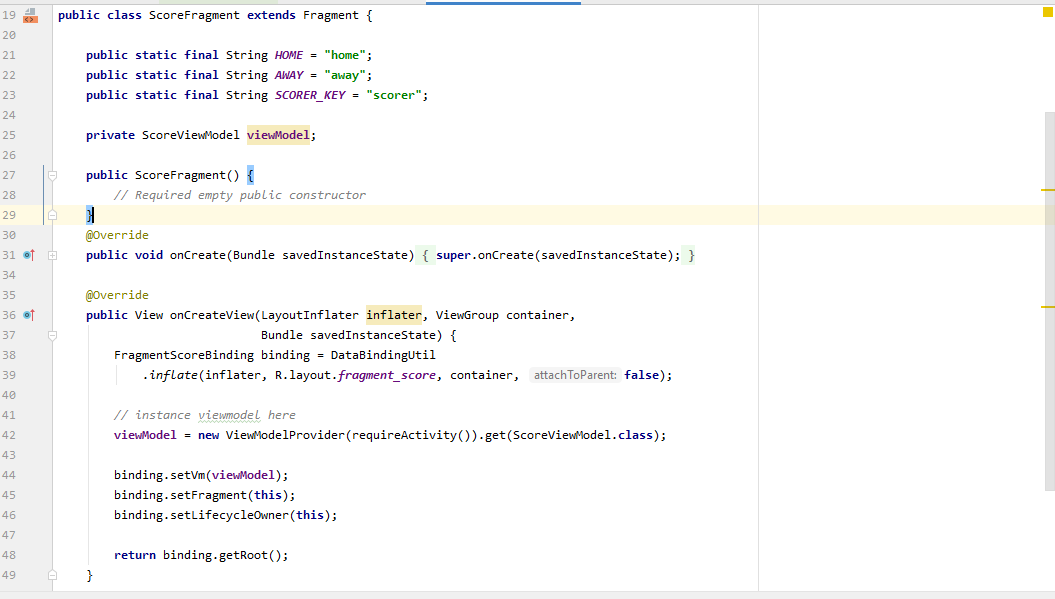 19 public class ScoreFragment extends Fragment {
20
21 public static final String HOME = "home";
22 public static final String AWAY = "away";
23 public static final String SCORER_KEY = "scorer";
24
25 private ScoreViewModel viewModel;
26
27 public ScoreFragment() {
28 // Required empty public constructor
29 }
30 @Override
31 public void onCreate(Bundle savedInstanceState) { super.onCreate(savedInstanceState); }
34
35 @Override
36 public View onCreateView(LayoutInflater inflater, ViewGroup container,
37 Bundle savedInstanceState) {
38 FragmentScoreBinding binding = DataBindingUtil
39 .inflate(inflater, R.layout.fragment_score, container, attachToParent: false);
40
41 // instance viewmodel here
42 viewModel = new ViewModelProvider(requireActivity()).get(ScoreViewModel.class);
43
44 binding.setVm(viewModel);
45 binding.setFragment(this);
46 binding.setLifecycleOwner(this);
47
48 return binding.getRoot();
49 }